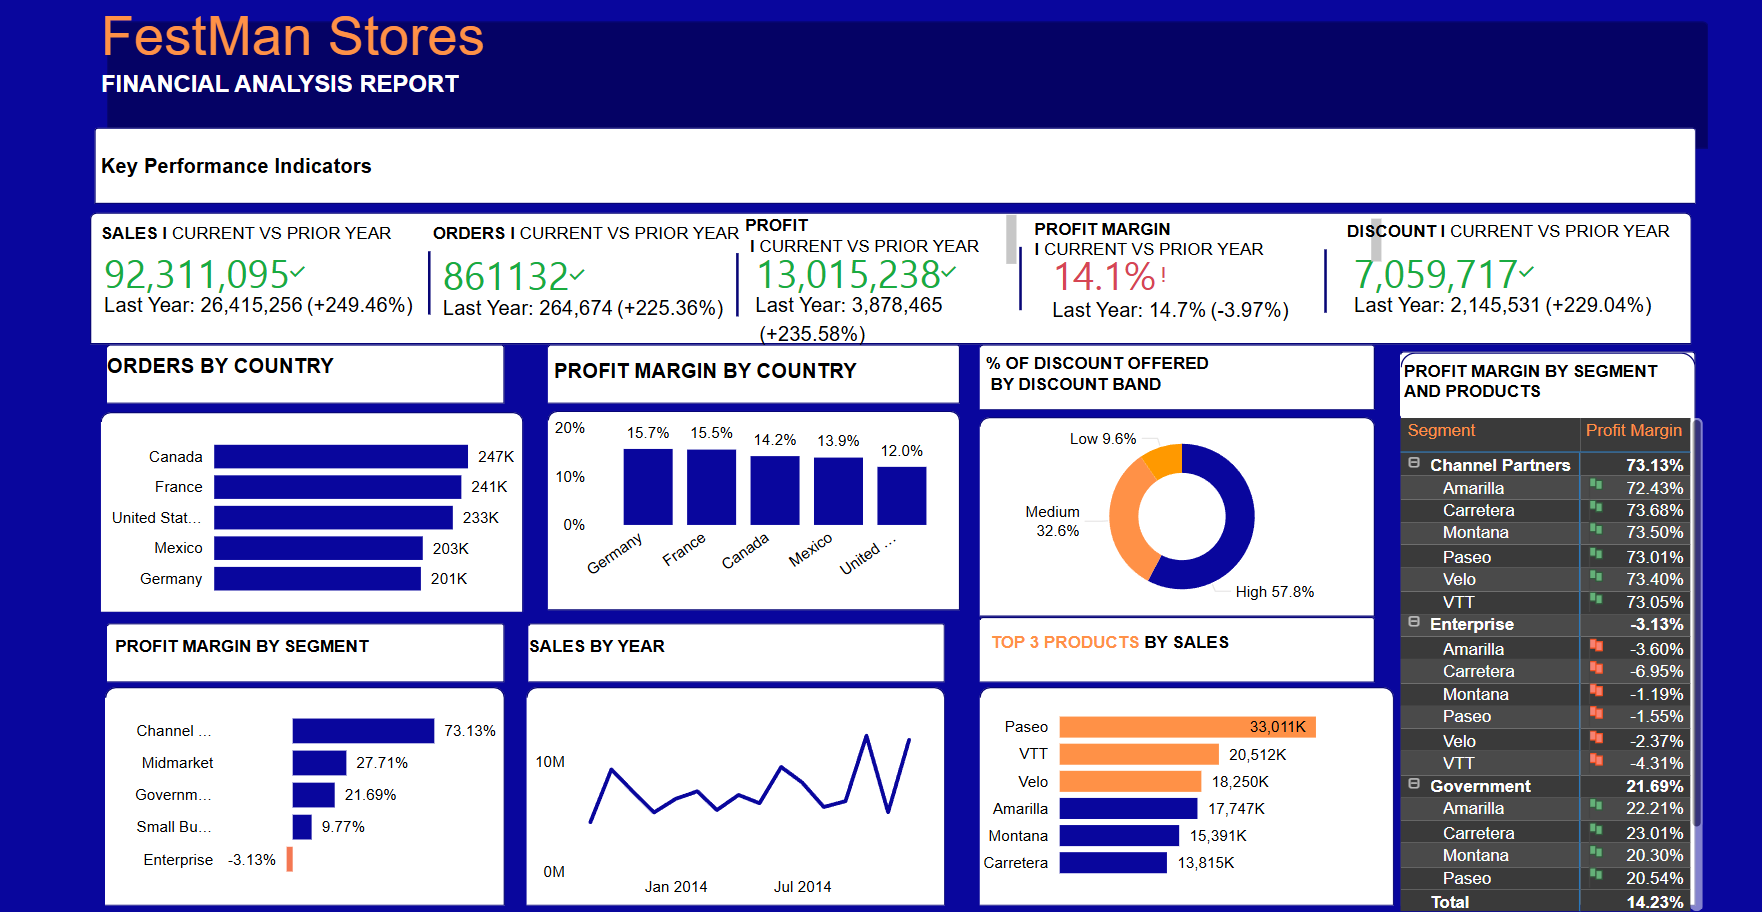 FestMan Stores
FINANCIAL ANALYSIS REPORT
Key Performance Indicators
SALES I CURRENT VS PRIOR YEAR
92,311,095
Last Year: 26,415,256 (+249.46%)
ORDERS I CURRENT VS PRIOR YEAR
861132
Last Year: 264,674 (+225.36%)
PROFIT
I CURRENT VS PRIOR YEAR
13,015,238
Last Year: 3,878,465
(+235.58%)
PROFIT MARGIN
I CURRENT VS PRIOR YEAR
14.1%!
Last Year: 14.7% (-3.97%)
DISCOUNT I CURRENT VS PRIOR YEAR
7,059,717
Last Year: 2,145,531 (+229.04%)
ORDERS BY COUNTRY
Canada 247K
France 241K
United Stat... 233K
Mexico 203K
Germany 201K
PROFIT MARGIN BY COUNTRY
20%
10%
0%
15.7% 15.5% 14.2% 13.9% 12.0%
Germany France Canada Mexico United ...
% OF DISCOUNT OFFERED
BY DISCOUNT BAND
Low 9.6%
Medium
32.6%
High 57.8%
PROFIT MARGIN BY SEGMENT
Channel ... 73.13%
Midmarket 27.71%
Governm... 21.69%
Small Bu... 9.77%
Enterprise -3.13%
SALES BY YEAR
10M
0M
Jan 2014 Jul 2014
TOP 3 PRODUCTS BY SALES
Paseo 33,011K
VTT 20,512K
Velo 18,250K
Amarilla 17,747K
Montana 15,391K
Carretera 13,815K
PROFIT MARGIN BY SEGMENT
AND PRODUCTS
Segment Profit Margin
Channel Partners 73.13%
Amarilla 72.43%
Carretera 73.68%
Montana 73.50%
Paseo 73.01%
Velo 73.40%
VTT 73.05%
Enterprise -3.13%
Amarilla -3.60%
Carretera -6.95%
Montana -1.19%
Paseo -1.55%
Velo -2.37%
VTT -4.31%
Government 21.69%
Amarilla 22.21%
Carretera 23.01%
Montana 20.30%
Paseo 20.54%
Total 14.23%